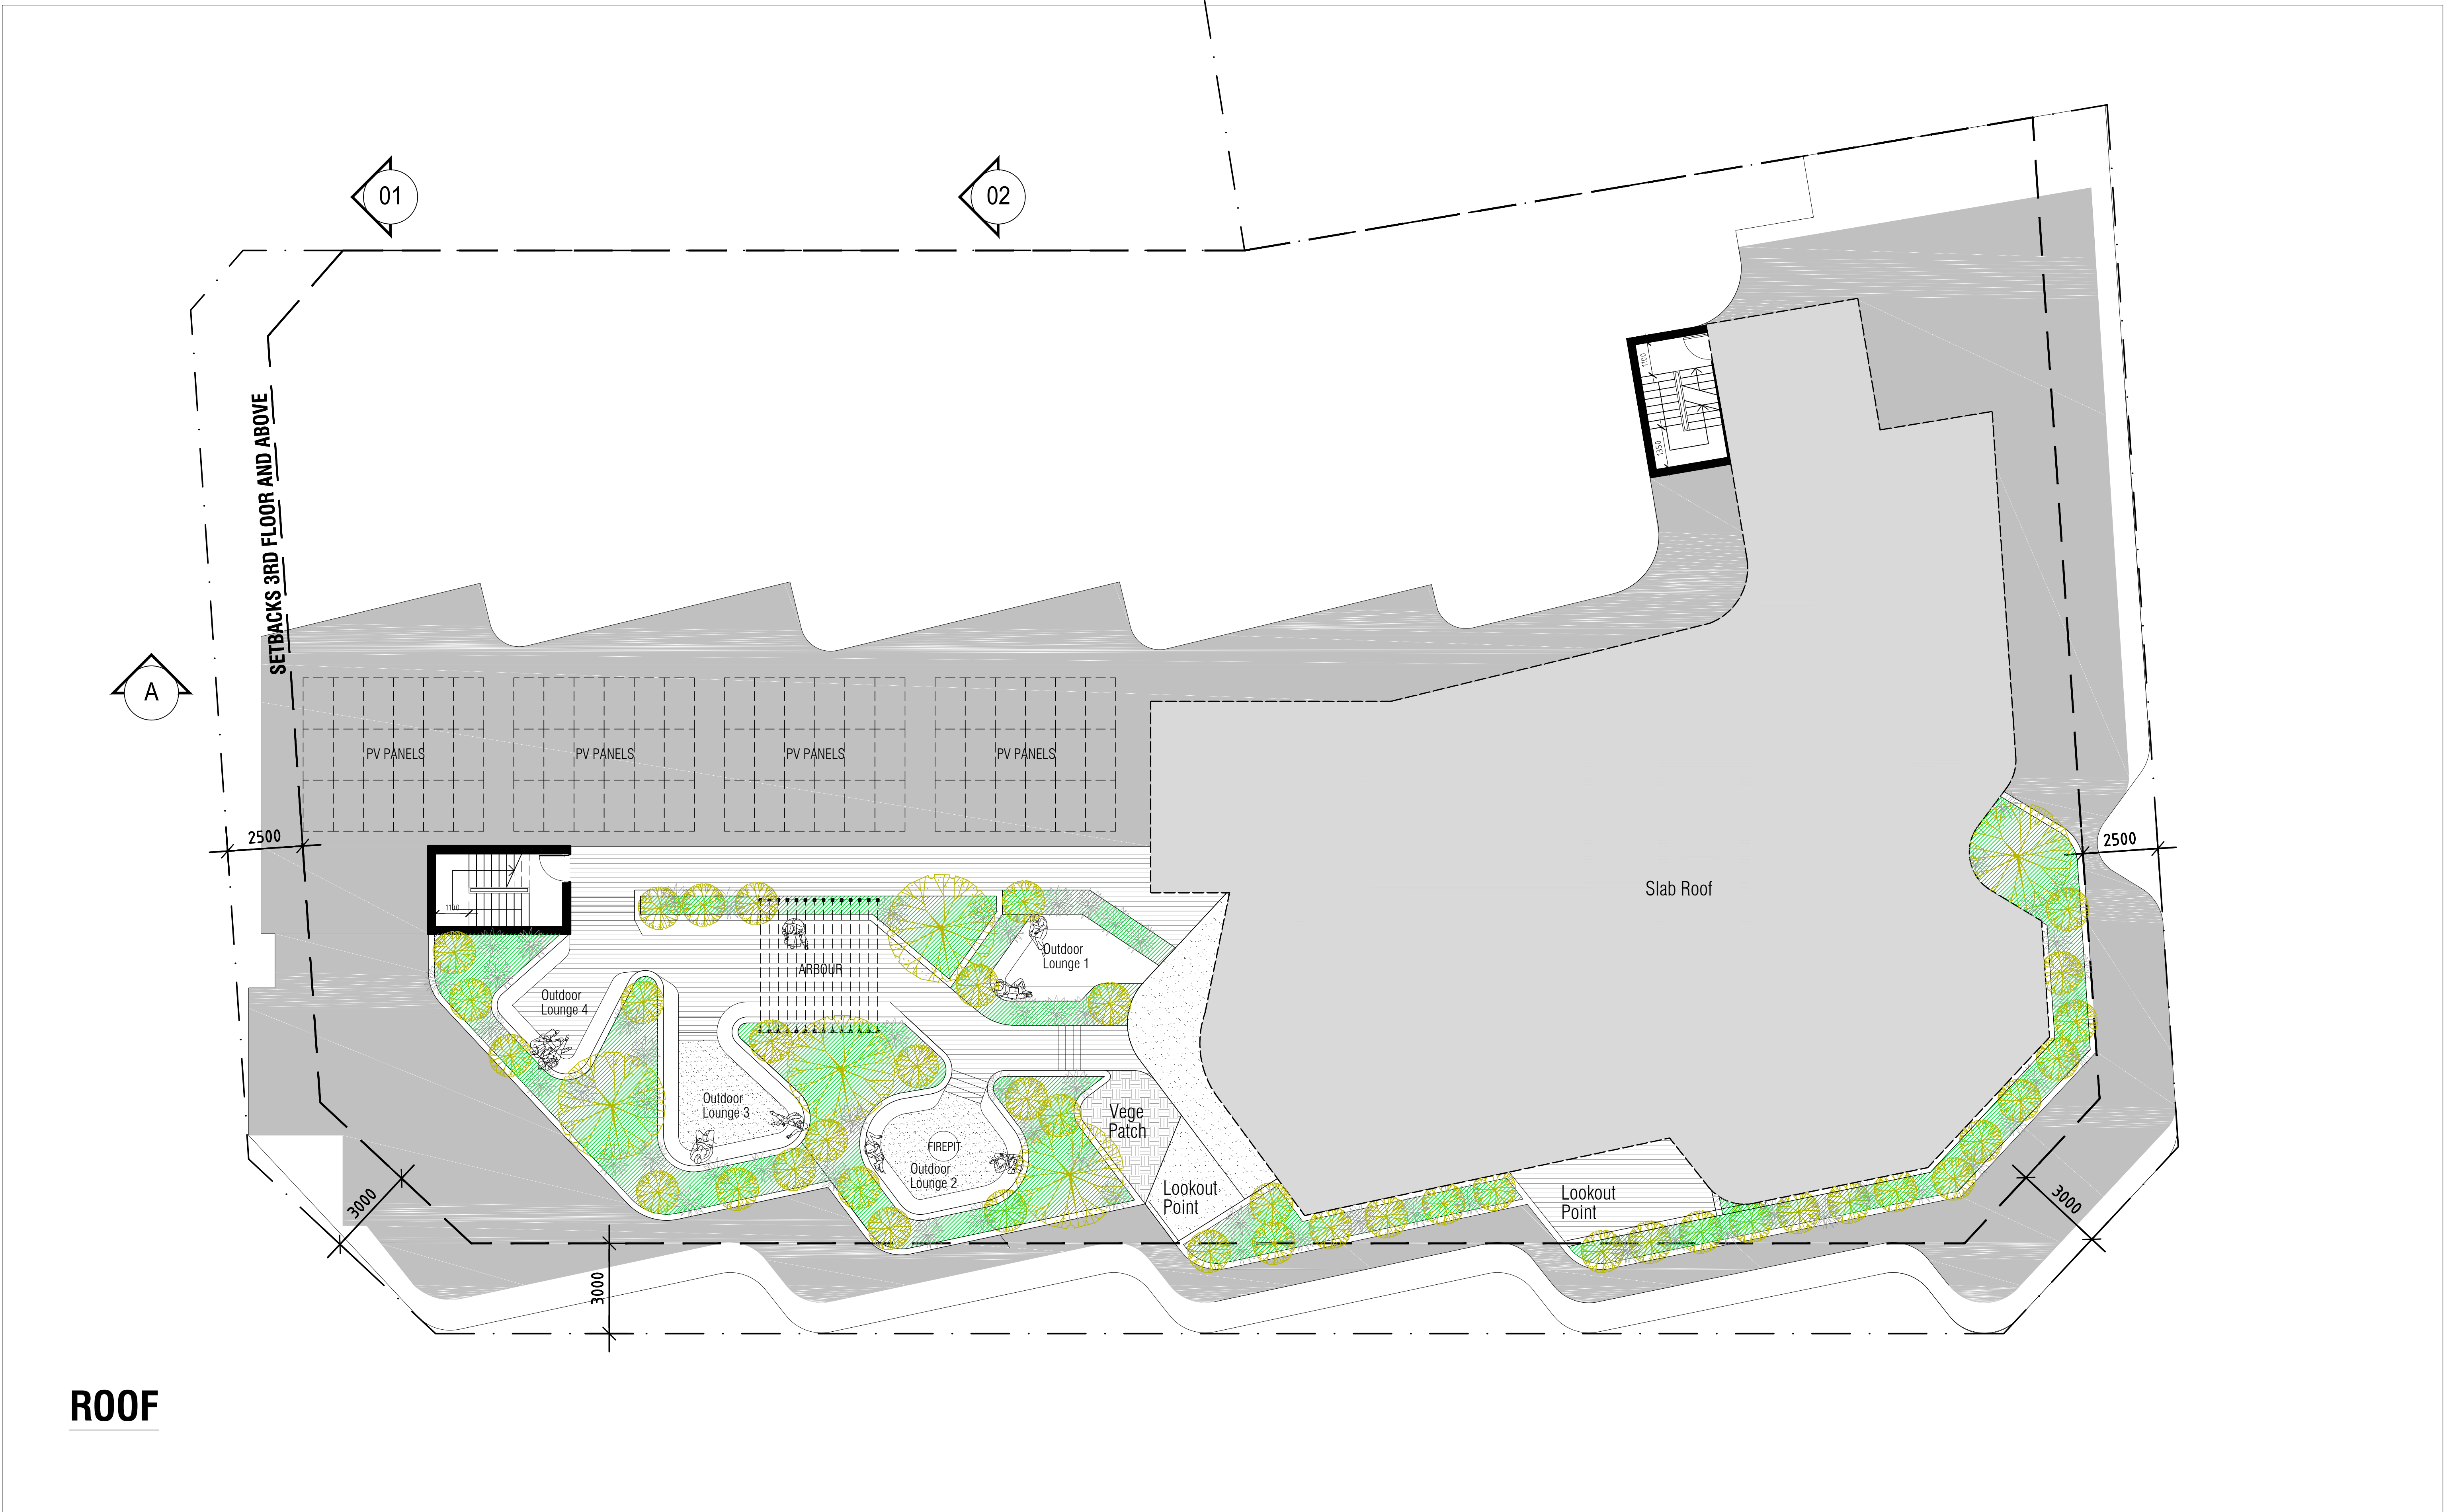 01
02
1100
1350
SETBACKS 3RD FLOOR AND ABOVE
A
PV PANELS
PV PANELS
PV PANELS
PV PANELS
2500
2500
Slab Roof
1100
Outdoor
Lounge 1
ARBOUR
Outdoor
Lounge 4
Outdoor
Lounge 3
Vege
Patch
FIREPIT
Outdoor
Lounge 2
Lookout
Point
Lookout
Point
3000
3000
3000
ROOF